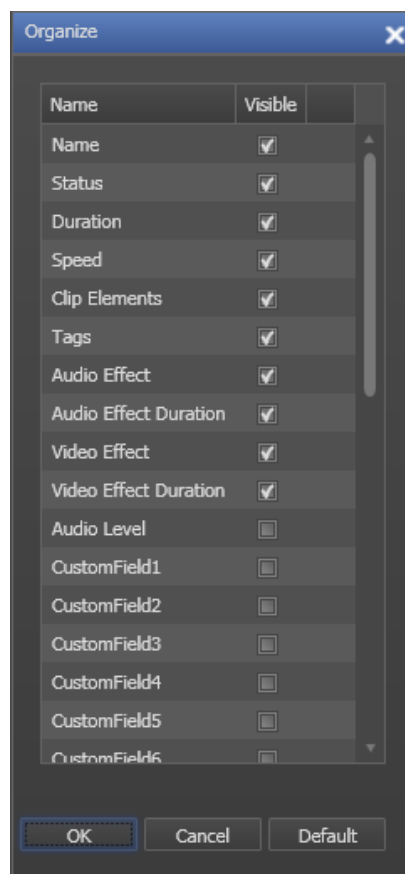 Organize
Name Visible
Name
Status
Duration
Speed
Clip Elements
Tags
Audio Effect
Audio Effect Duration
Video Effect
Video Effect Duration
Audio Level
CustomField1
CustomField2
CustomField3
CustomField4
CustomField5
CustomField6
OK Cancel Default